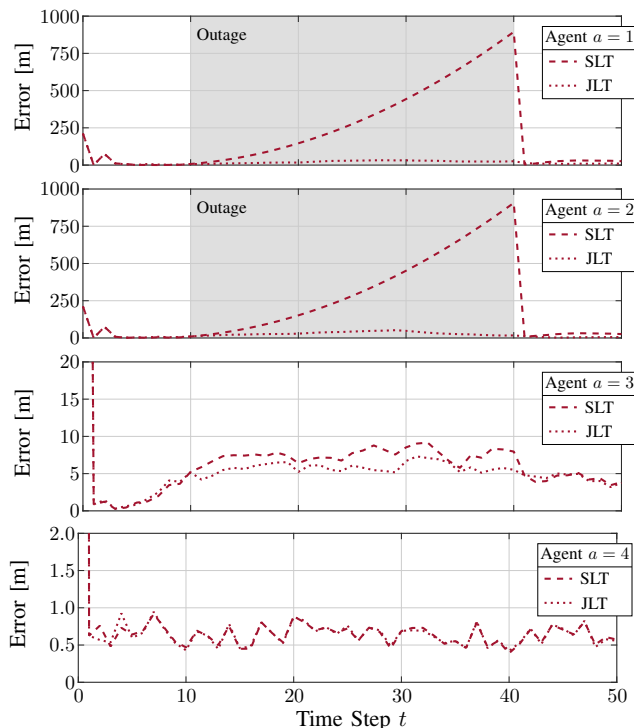 1000
750
500
250
0
Error [m]
Outage
Agent a = 1
SLT
JLT
1000
750
500
250
0
Error [m]
Outage
Agent a = 2
SLT
JLT
20
15
10
5
0
Error [m]
Agent a = 3
SLT
JLT
2.0
1.5
1.0
0.5
0
Error [m]
Agent a = 4
SLT
JLT
0 10 20 30 40 50
Time Step t